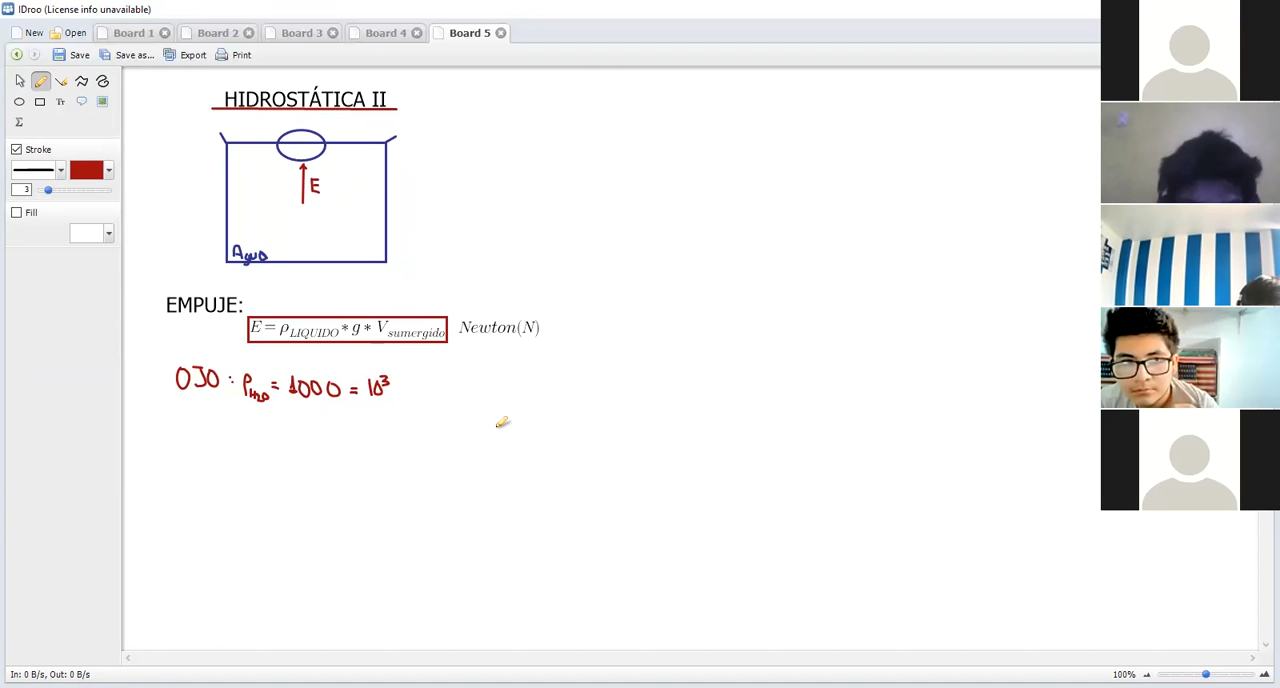 IDroo (License info unavailable)
New Open Board 1 Board 2 Board 3 Board 4 Board 5
Save Save as... Export Print
HIDROSTÁTICA II
Tr
Σ
Stroke
3
E
Fill
Agua
EMPUJE:
E = ρLIQUIDO * g * Vsumergido Newton(N)
OJO : ρH2O = 1000 = 10³
In: 0 B/s, Out: 0 B/s 100%